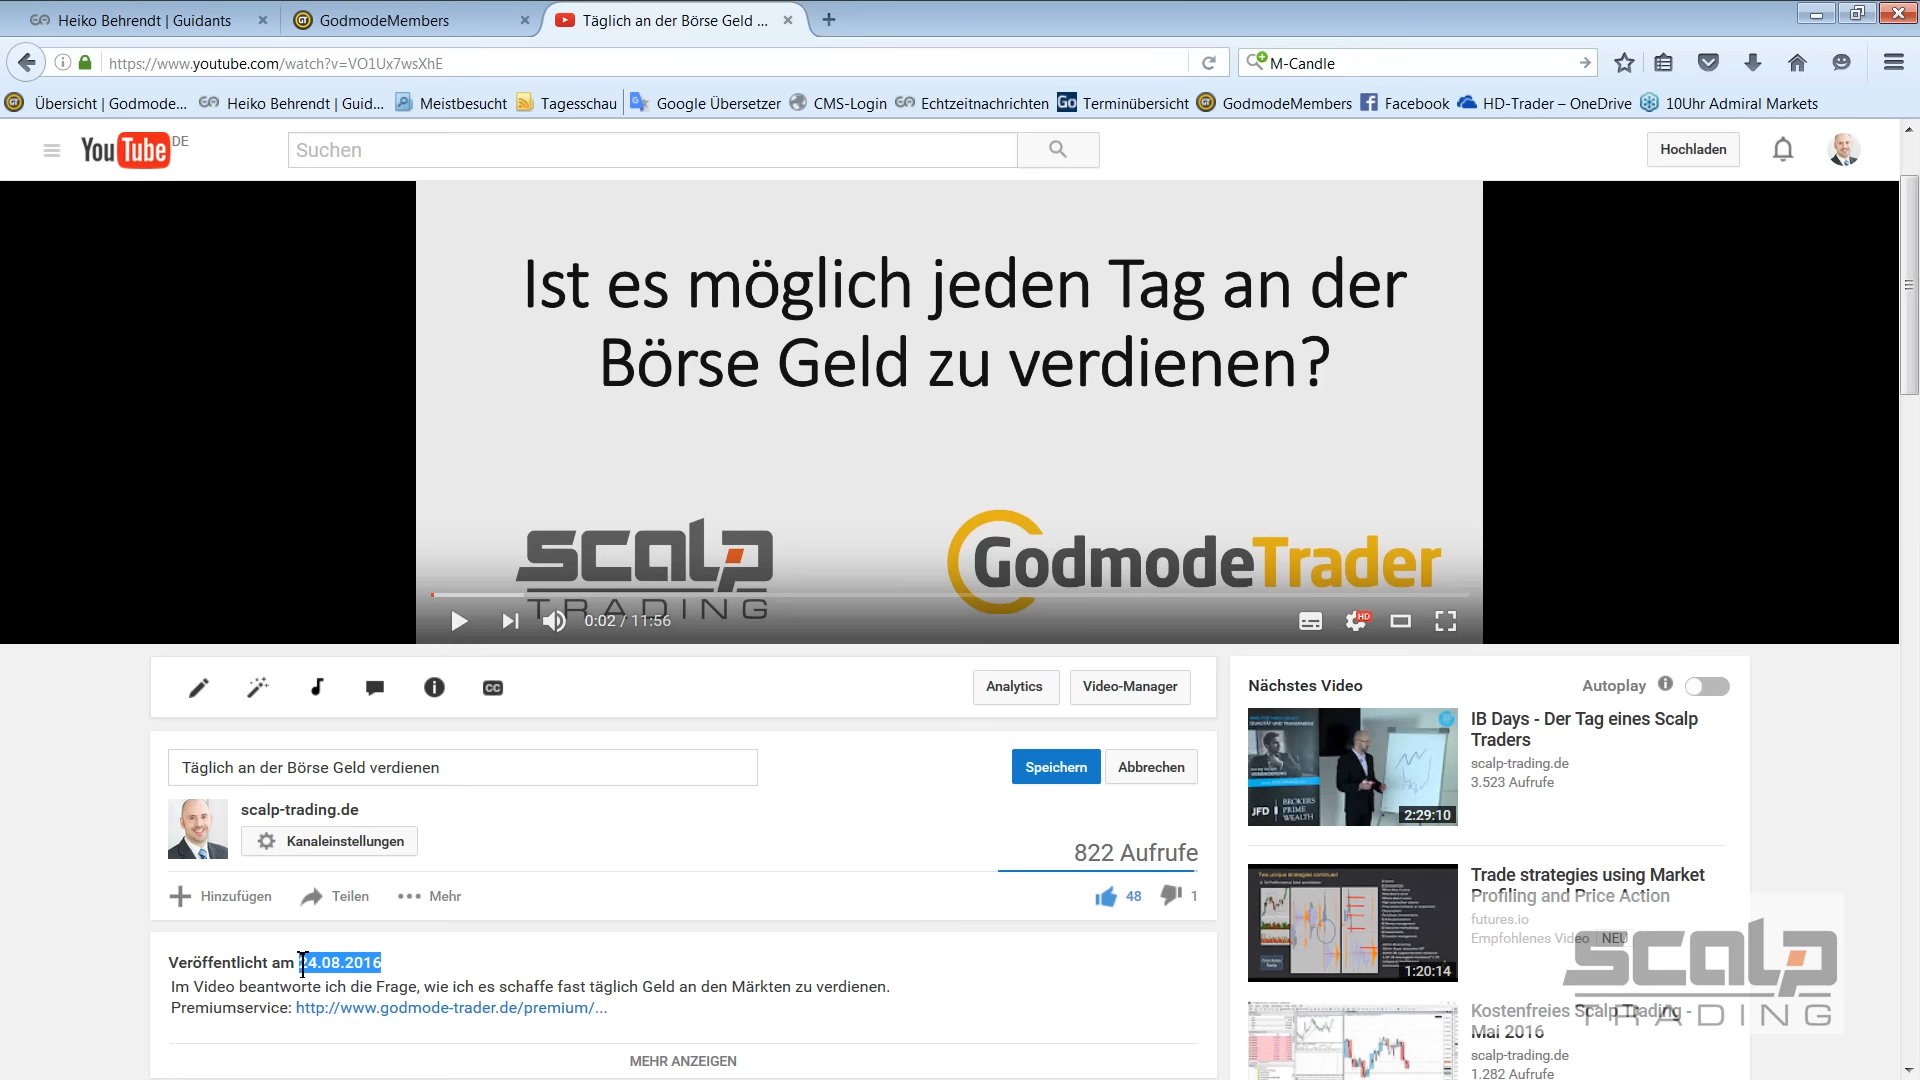 Heiko Behrendt | Guidants
GodmodeMembers
Täglich an der Börse Geld ...
https://www.youtube.com/watch?v=VO1Ux7wsXhE
M-Candle
Übersicht | Godmode...
Heiko Behrendt | Guid...
Meistbesucht
Tagesschau
Google Übersetzer
CMS-Login
Echtzeitnachrichten
Go
Terminübersicht
GodmodeMembers
Facebook
HD-Trader – OneDrive
10Uhr Admiral Markets
YouTube DE
Suchen
Hochladen
Ist es möglich jeden Tag an der
Börse Geld zu verdienen?
scalp
TRADING
GodmodeTrader
0:02 / 11:56
HD
CC
Analytics
Video-Manager
Täglich an der Börse Geld verdienen
Speichern
Abbrechen
scalp-trading.de
Kanaleinstellungen
822 Aufrufe
Hinzufügen
Teilen
Mehr
48
1
Veröffentlicht am 24.08.2016
Im Video beantworte ich die Frage, wie ich es schaffe fast täglich Geld an den Märkten zu verdienen.
Premiumservice: http://www.godmode-trader.de/premium/...
MEHR ANZEIGEN
Nächstes Video
Autoplay
JFD
BROKERS
PRIME
WEALTH
2:29:10
IB Days - Der Tag eines Scalp
Traders
scalp-trading.de
3.523 Aufrufe
1:20:14
Trade strategies using Market
Profiling and Price Action
futures.io
Empfohlenes Video NEU
Kostenfreies Scalp Trading -
Mai 2016
scalp-trading.de
1.282 Aufrufe
scalp
TRADING